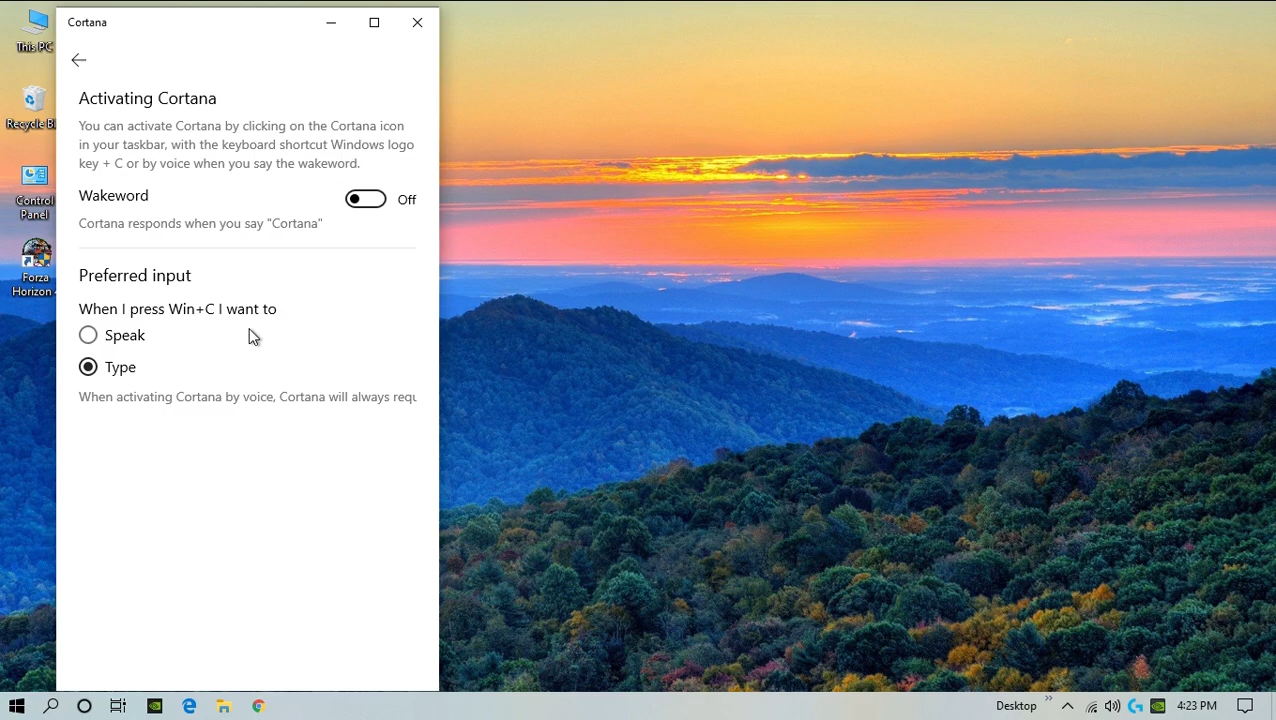 Cortana
This PC
Recycle Bi
Control
Panel
Forza
Horizon
Activating Cortana
You can activate Cortana by clicking on the Cortana icon
in your taskbar, with the keyboard shortcut Windows logo
key + C or by voice when you say the wakeword.
Wakeword
Off
Cortana responds when you say "Cortana"
Preferred input
When I press Win+C I want to
Speak
Type
When activating Cortana by voice, Cortana will always requ
Desktop
4:23 PM